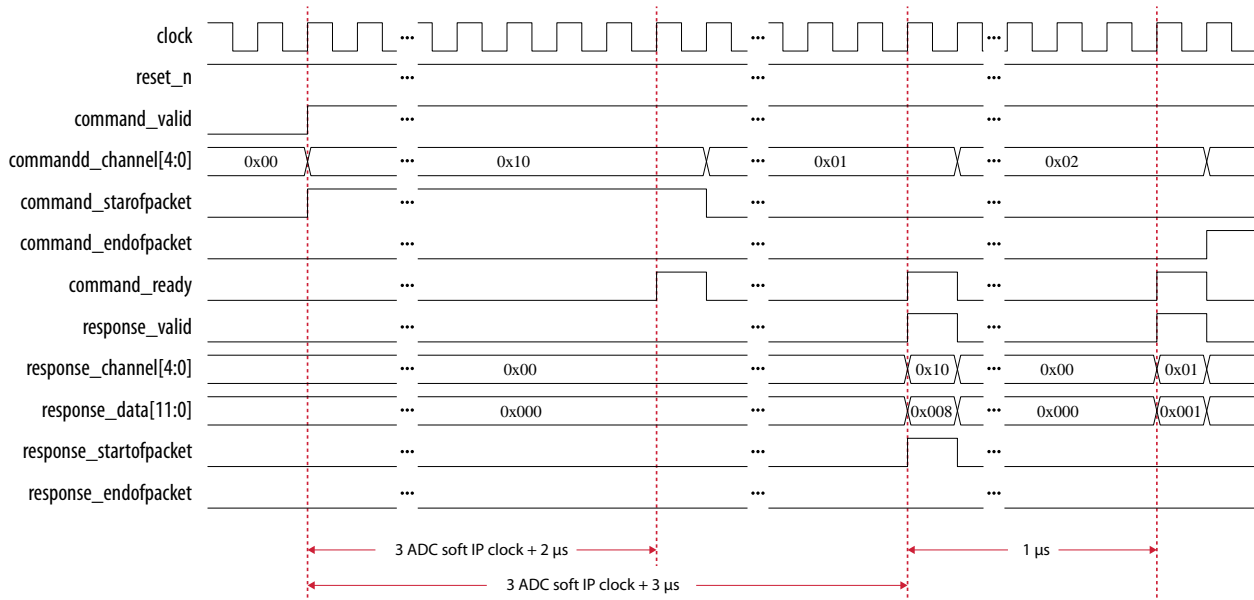 clock ... ... ...
reset_n ... ... ...
command_valid ... ... ...
commandd_channel[4:0] 0x00 ... 0x10 ... 0x01 ... 0x02
command_starofpacket ... ... ...
command_endofpacket ... ... ...
command_ready ... ... ...
response_valid ... ... ...
response_channel[4:0] ... 0x00 ... 0x10 ... 0x00 0x01
response_data[11:0] ... 0x000 ... 0x008 ... 0x000 0x001
response_startofpacket ... ... ...
response_endofpacket ... ... ...
3 ADC soft IP clock + 2 μs 1 μs
3 ADC soft IP clock + 3 μs